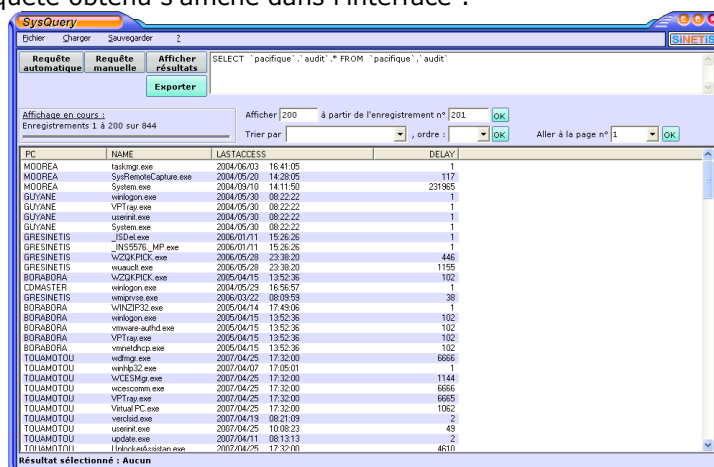 quête obtenu s'affiche dans l'interface :
SysQuery
Fichier Charger Sauvegarder ?
SiNETiS
Requête automatique Requête manuelle Afficher résultats
SELECT `pacifique`.`audit`.* FROM `pacifique`.`audit`
Exporter
Affichage en cours :
Enregistrements 1 à 200 sur 844
Afficher 200 à partir de l'enregistrement n° 201 OK
Trier par , ordre : OK Aller à la page n° 1 OK
PC NAME LASTACCESS DELAY
MOOREA taskmgr.exe 2004/06/03 16:41:05 1
MOOREA SysRemoteCapture.exe 2004/05/20 14:28:05 117
MOOREA System.exe 2004/09/10 14:11:50 231965
GUYANE winlogon.exe 2004/05/30 08:22:22 1
GUYANE VPTray.exe 2004/05/30 08:22:22 1
GUYANE userinit.exe 2004/05/30 08:22:22 1
GUYANE System.exe 2004/05/30 08:22:22 1
GRESINETIS _ISDel.exe 2006/01/11 15:26:26 1
GRESINETIS _INS5576._MP.exe 2006/01/11 15:26:26 1
GRESINETIS WZQKPICK.exe 2006/05/28 23:38:20 446
GRESINETIS wuauclt.exe 2006/05/28 23:38:20 1155
BORABORA WZQKPICK.exe 2005/04/15 13:52:36 102
CDMASTER winlogon.exe 2004/05/29 16:56:57 1
GRESINETIS wmiprvse.exe 2006/03/22 08:09:59 38
BORABORA WINZIP32.exe 2005/04/14 17:49:06 1
BORABORA winlogon.exe 2005/04/15 13:52:36 102
BORABORA vmware-authd.exe 2005/04/15 13:52:36 102
BORABORA VPTray.exe 2005/04/15 13:52:36 102
BORABORA vmnetdhcp.exe 2005/04/15 13:52:36 102
TOUAMOTOU wdfmgr.exe 2007/04/25 17:32:00 6666
TOUAMOTOU winhlp32.exe 2007/04/07 17:05:01 1
TOUAMOTOU WCESMgr.exe 2007/04/25 17:32:00 1144
TOUAMOTOU wcescomm.exe 2007/04/25 17:32:00 6666
TOUAMOTOU VPTray.exe 2007/04/25 17:32:00 6665
TOUAMOTOU Virtual PC.exe 2007/04/25 17:32:00 1062
TOUAMOTOU verclsid.exe 2007/04/19 08:21:09 2
TOUAMOTOU userinit.exe 2007/04/25 10:08:23 49
TOUAMOTOU update.exe 2007/04/11 08:13:13 2
TOUAMOTOU UnlockerAssistan.exe 2007/04/25 17:32:00 4610
Résultat sélectionné : Aucun